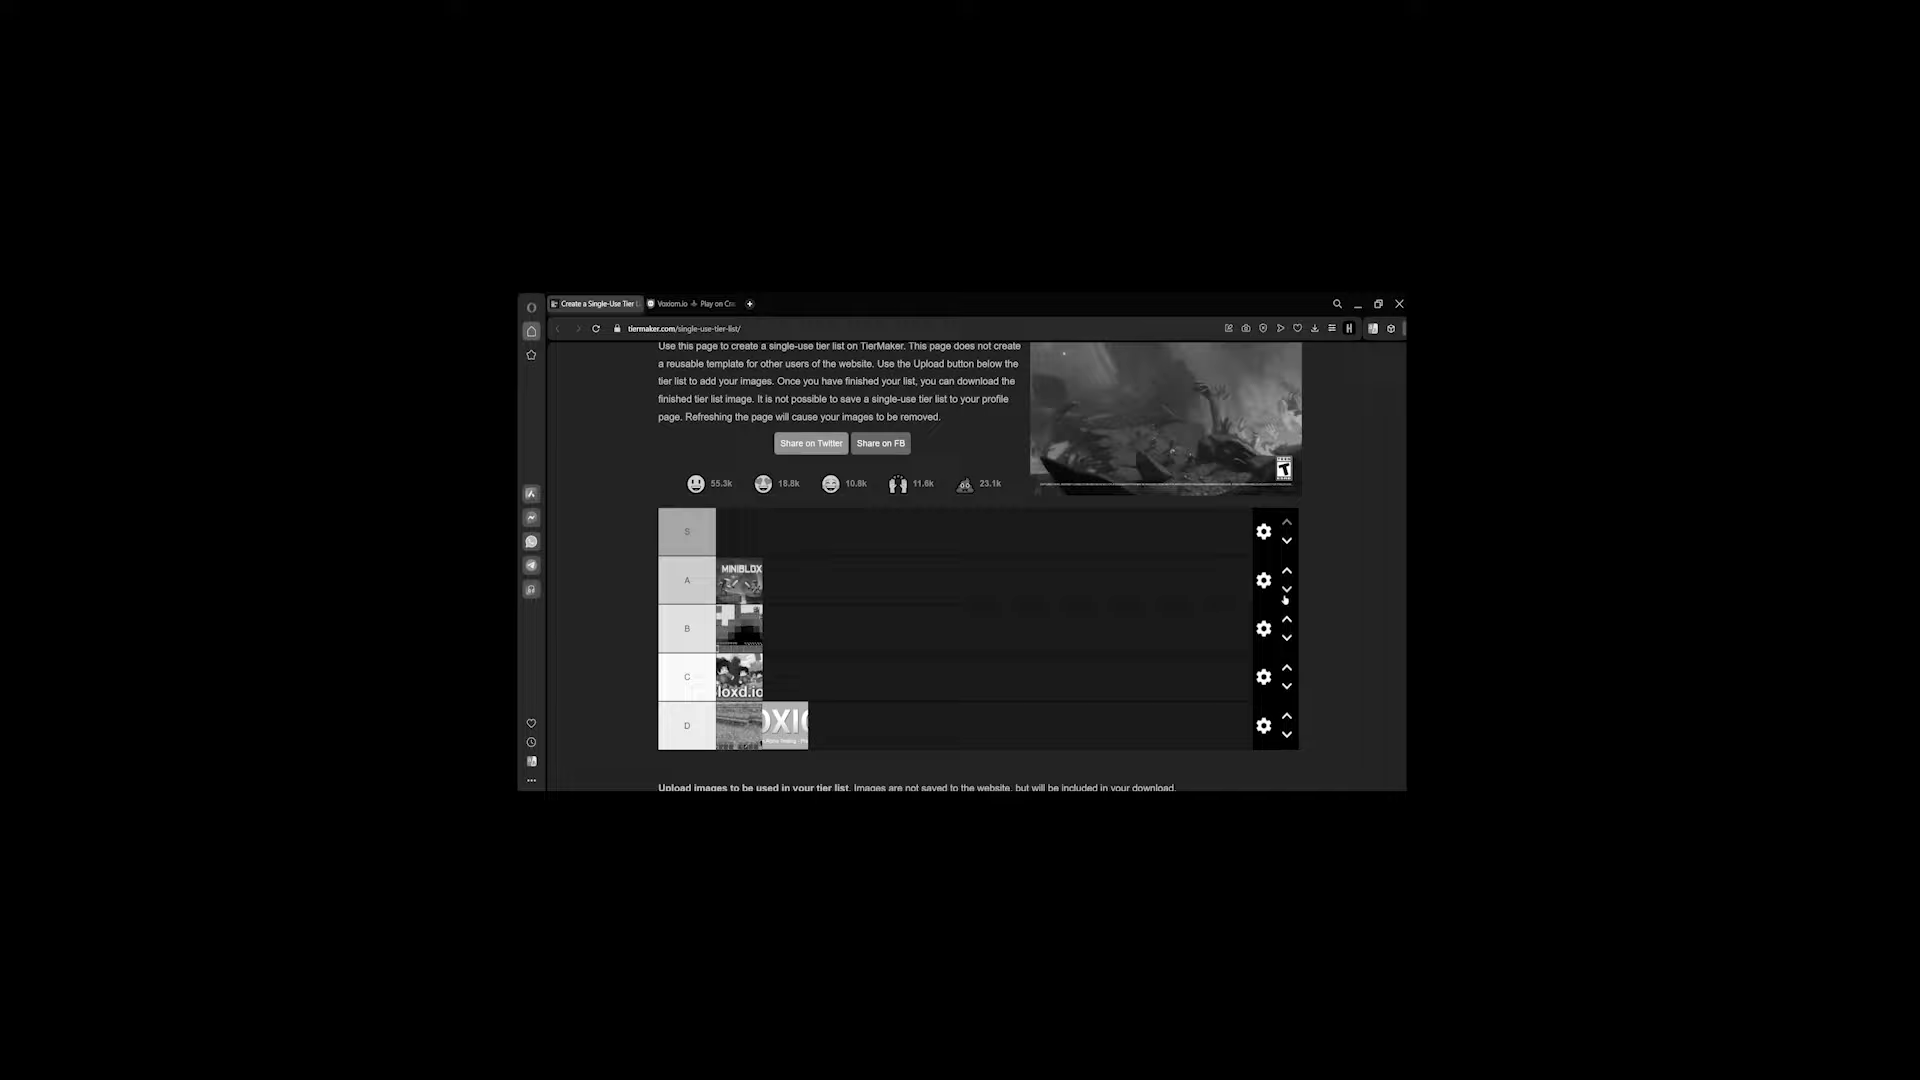 Create a Single-Use Tier
Voxiom.io
Play on Cra
tiermaker.com/single-use-tier-list/
Use this page to create a single-use tier list on TierMaker. This page does not create
a reusable template for other users of the website. Use the Upload button below the
tier list to add your images. Once you have finished your list, you can download the
finished tier list image. It is not possible to save a single-use tier list to your profile
page. Refreshing the page will cause your images to be removed.
Share on Twitter
Share on FB
55.3k
18.8k
10.8k
11.6k
23.1k
T
S
A
MINIBLOX
B
C
loxd.io
D
OXIO
Upload images to be used in your tier list. Images are not saved to the website, but will be included in your download.